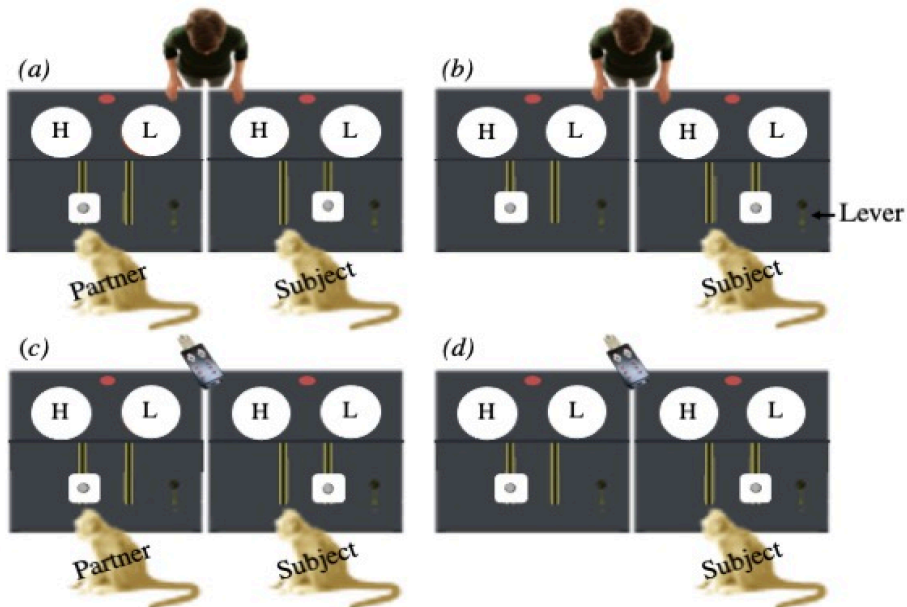 (a)
H L H L
Partner Subject
(b)
H L H L
Lever
Subject
(c)
H L H L
Partner Subject
(d)
H L H L
Subject